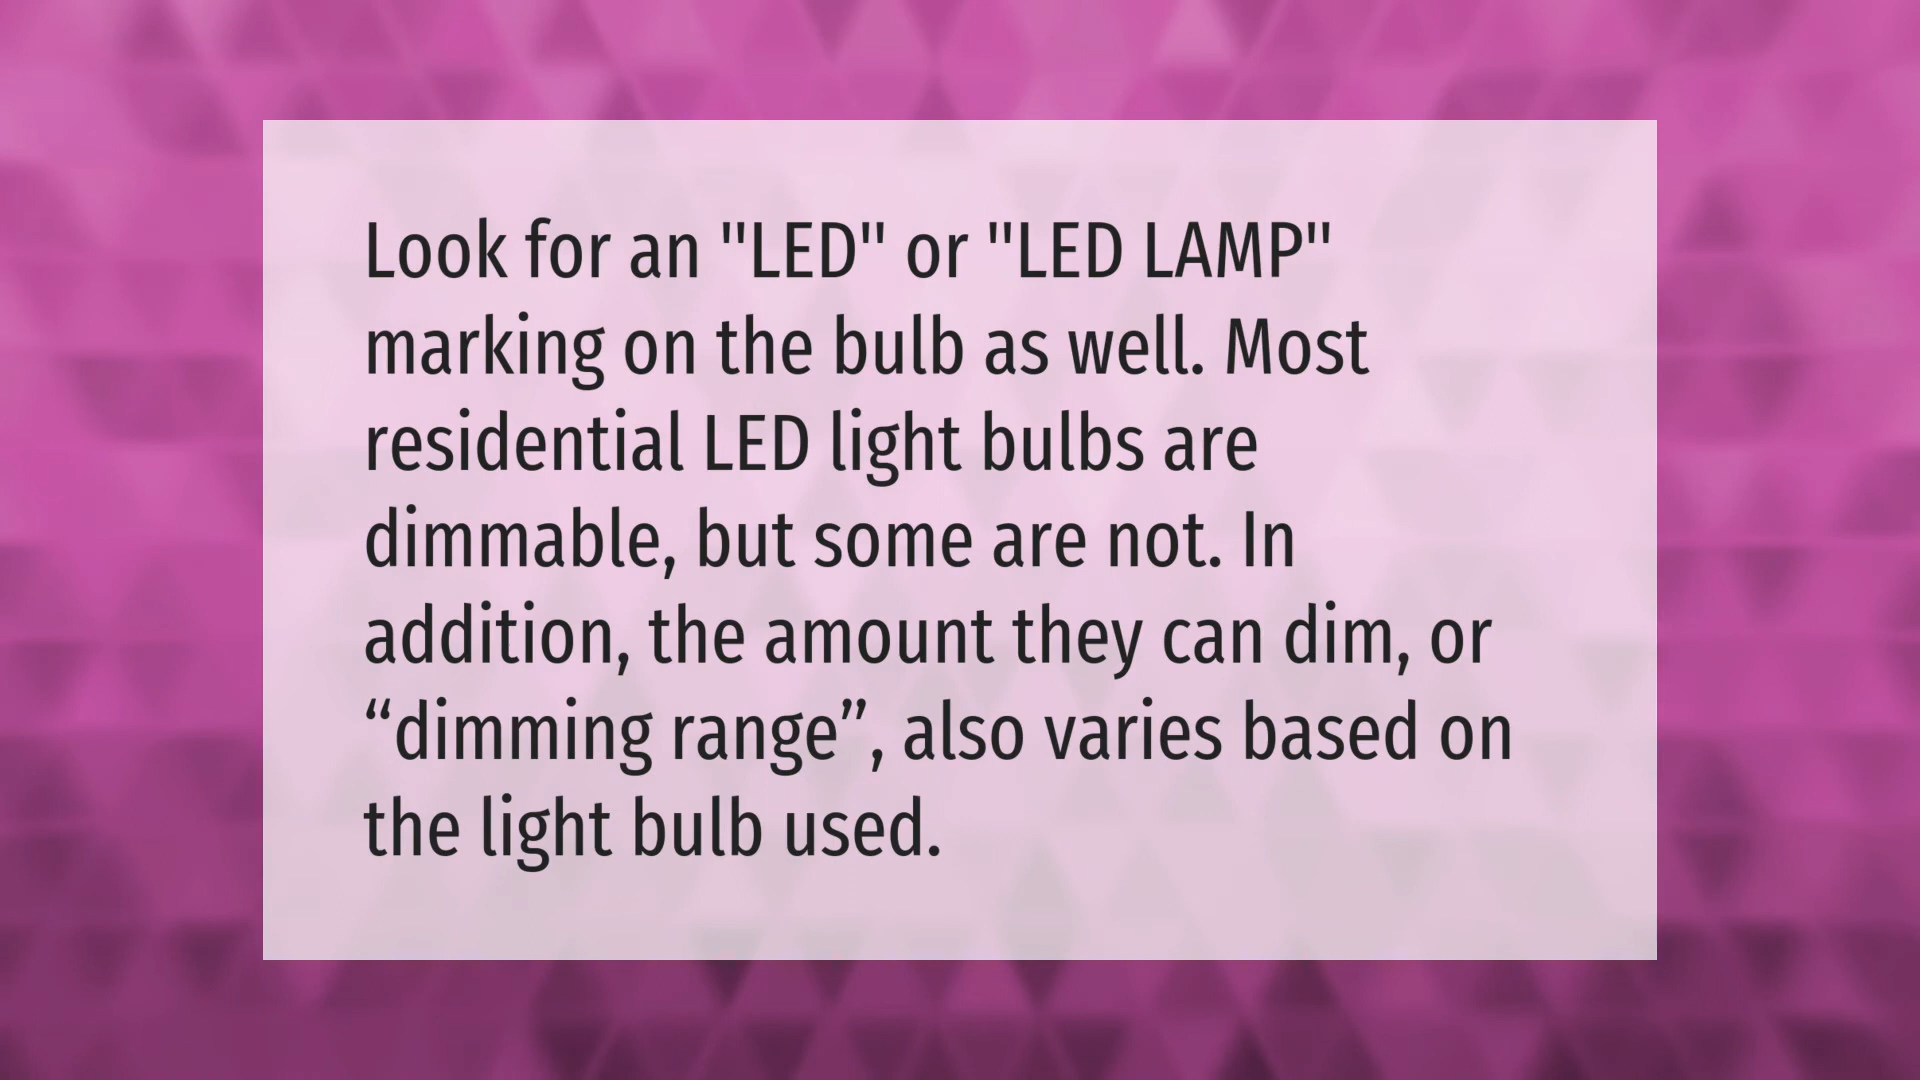 Look for an "LED" or "LED LAMP"
marking on the bulb as well. Most
residential LED light bulbs are
dimmable, but some are not. In
addition, the amount they can dim, or
“dimming range”, also varies based on
the light bulb used.